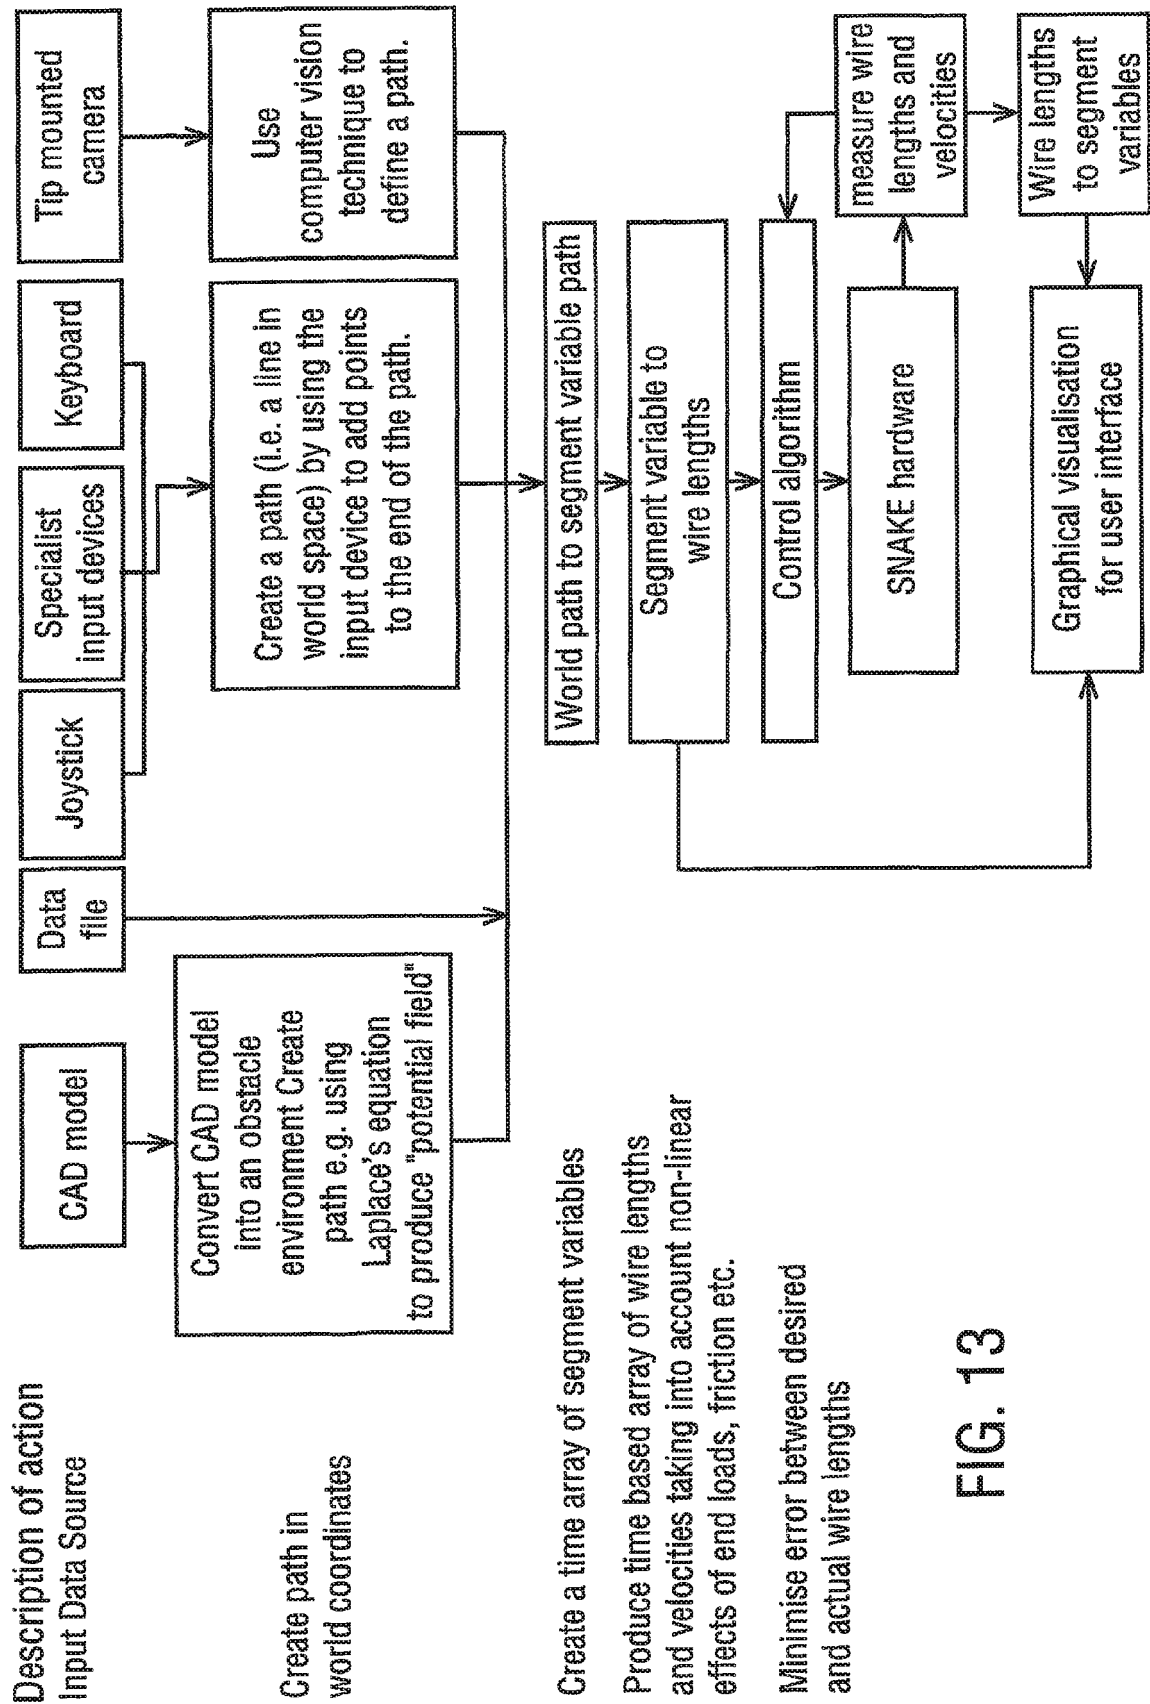 Description of action
Input Data Source
CAD model
Data
file
Joystick
Specialist
input devices
Keyboard
Tip mounted
camera
Create path in
world coordinates
Convert CAD model
into an obstacle
environment Create
path e.g. using
Laplace's equation
to produce "potential field"
Create a path (i.e. a line in
world space) by using the
input device to add points
to the end of the path.
Use
computer vision
technique to
define a path.
Create a time array of segment variables
World path to segment variable path
Produce time based array of wire lengths
and velocities taking into account non-linear
effects of end loads, friction etc.
Segment variable to
wire lengths
Minimise error between desired
and actual wire lengths
Control algorithm
SNAKE hardware
measure wire
lengths and
velocities
Graphical visualisation
for user interface
Wire lengths
to segment
variables
FIG. 13